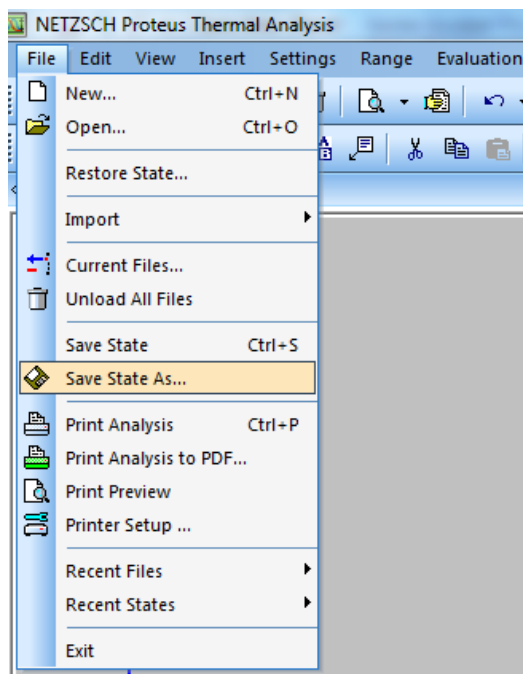 NETZSCH Proteus Thermal Analysis
File Edit View Insert Settings Range Evaluation
New... Ctrl+N
Open... Ctrl+O
Restore State...
Import
Current Files...
Unload All Files
Save State Ctrl+S
Save State As...
Print Analysis Ctrl+P
Print Analysis to PDF...
Print Preview
Printer Setup ...
Recent Files
Recent States
Exit